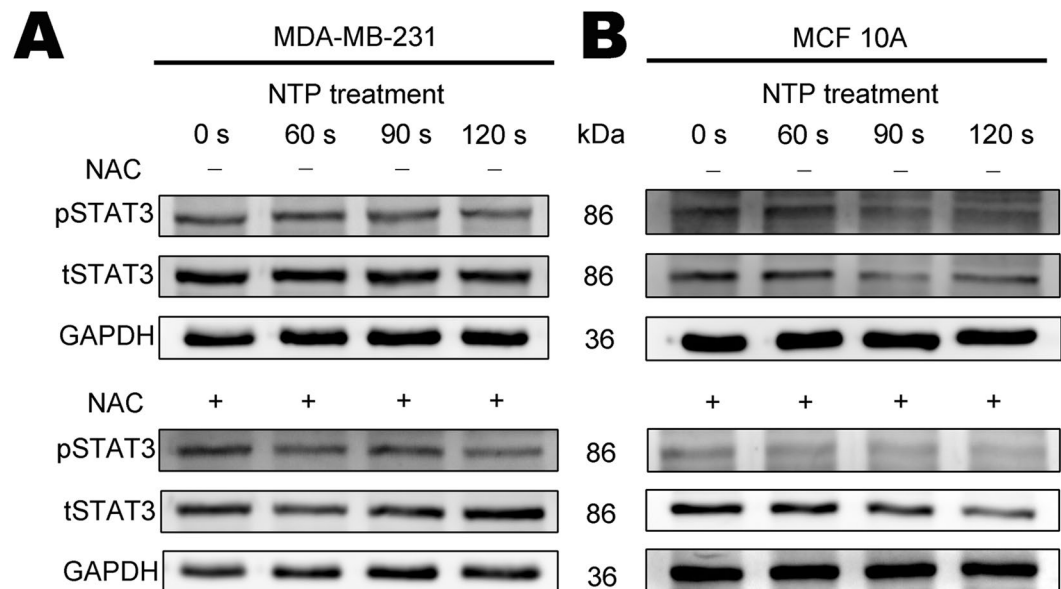 A MDA-MB-231 B MCF 10A
NTP treatment NTP treatment
0 s 60 s 90 s 120 s kDa 0 s 60 s 90 s 120 s
NAC – – – – – – – –
pSTAT3 86
tSTAT3 86
GAPDH 36
NAC + + + + + + + +
pSTAT3 86
tSTAT3 86
GAPDH 36